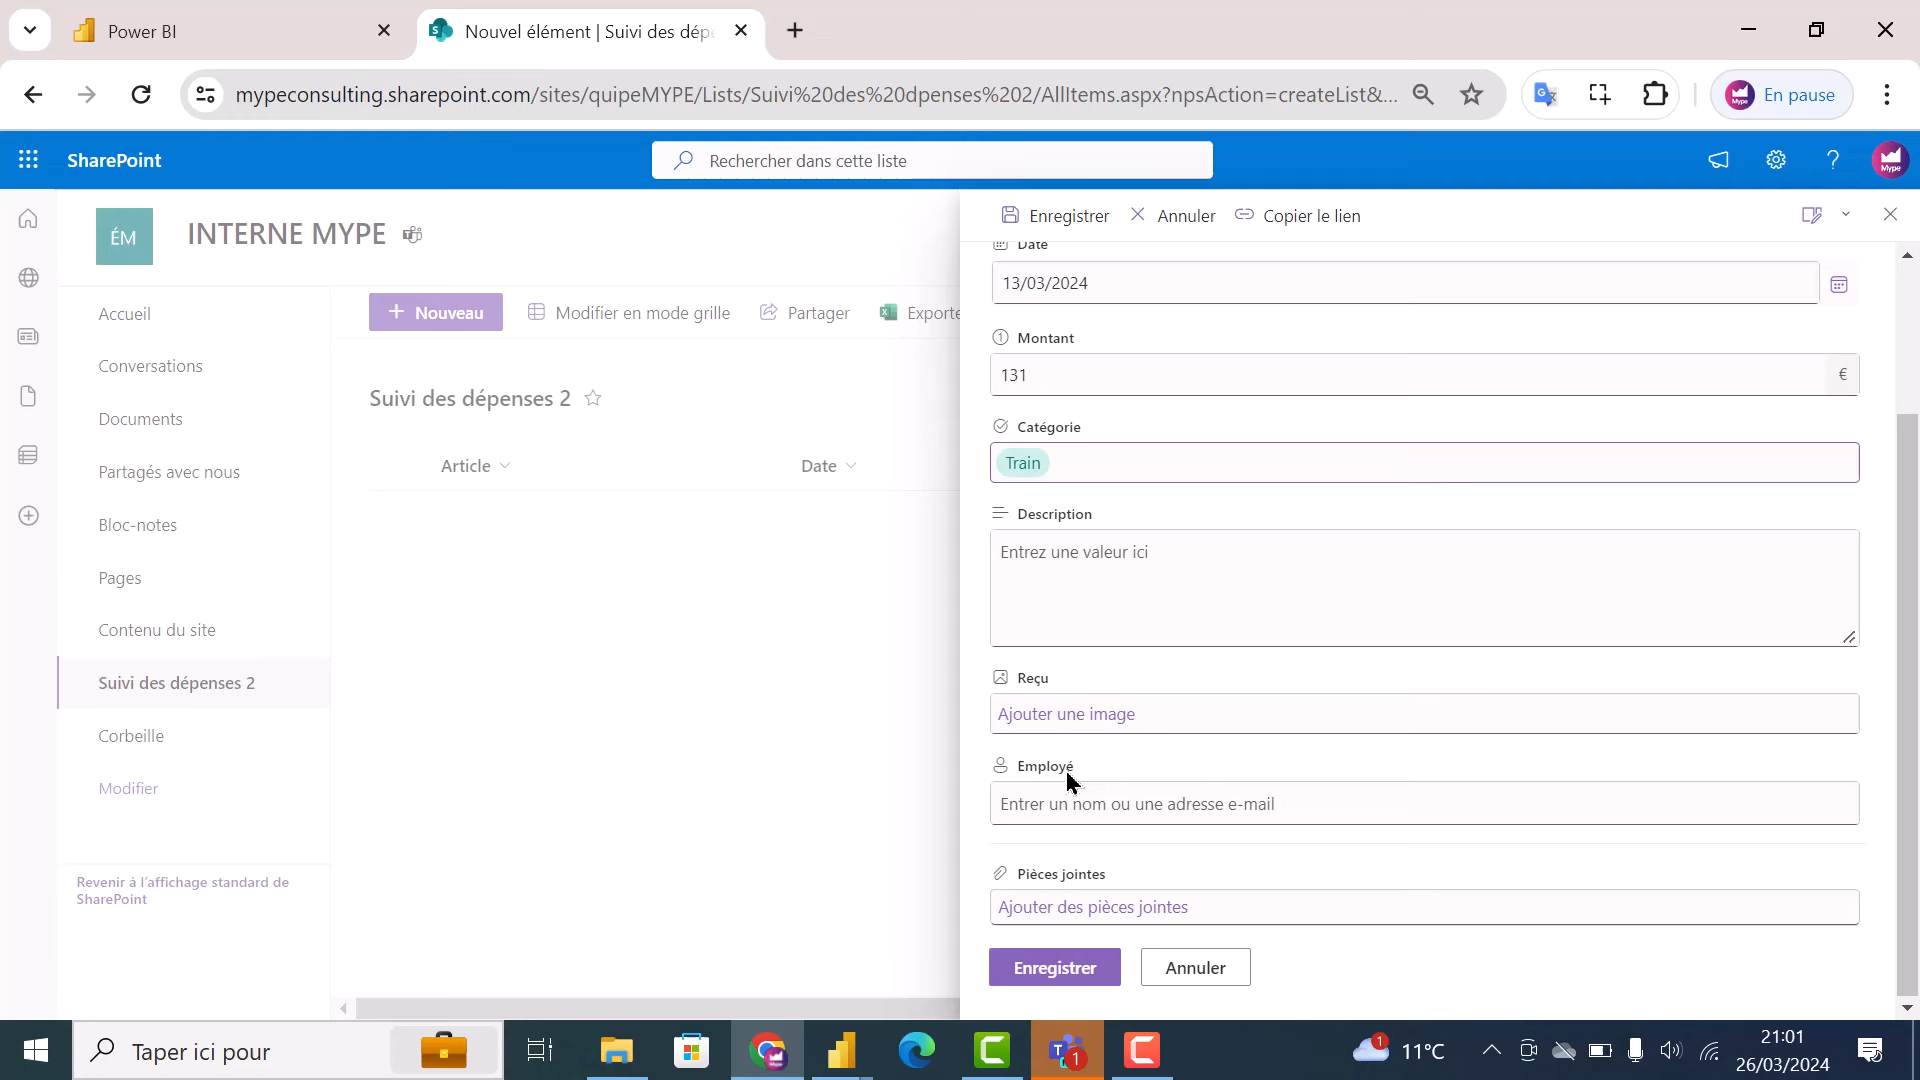 Power BI
Nouvel élément | Suivi des dépe
mypeconsulting.sharepoint.com/sites/quipeMYPE/Lists/Suivi%20des%20dpenses%202/AllItems.aspx?npsAction=createList&...
Mype
En pause
SharePoint
Rechercher dans cette liste
Mype
ÉM
INTERNE MYPE
Enregistrer
Annuler
Copier le lien
Accueil
Conversations
Documents
Partagés avec nous
Bloc-notes
Pages
Contenu du site
Suivi des dépenses 2
Corbeille
Modifier
Revenir à l'affichage standard de
SharePoint
Nouveau
Modifier en mode grille
Partager
Exporte
Suivi des dépenses 2
Article
Date
Date
13/03/2024
Montant
131
€
Catégorie
Train
Description
Entrez une valeur ici
Reçu
Ajouter une image
Employé
Entrer un nom ou une adresse e-mail
Pièces jointes
Ajouter des pièces jointes
Enregistrer
Annuler
Taper ici pour
1
1
11°C
21:01
26/03/2024